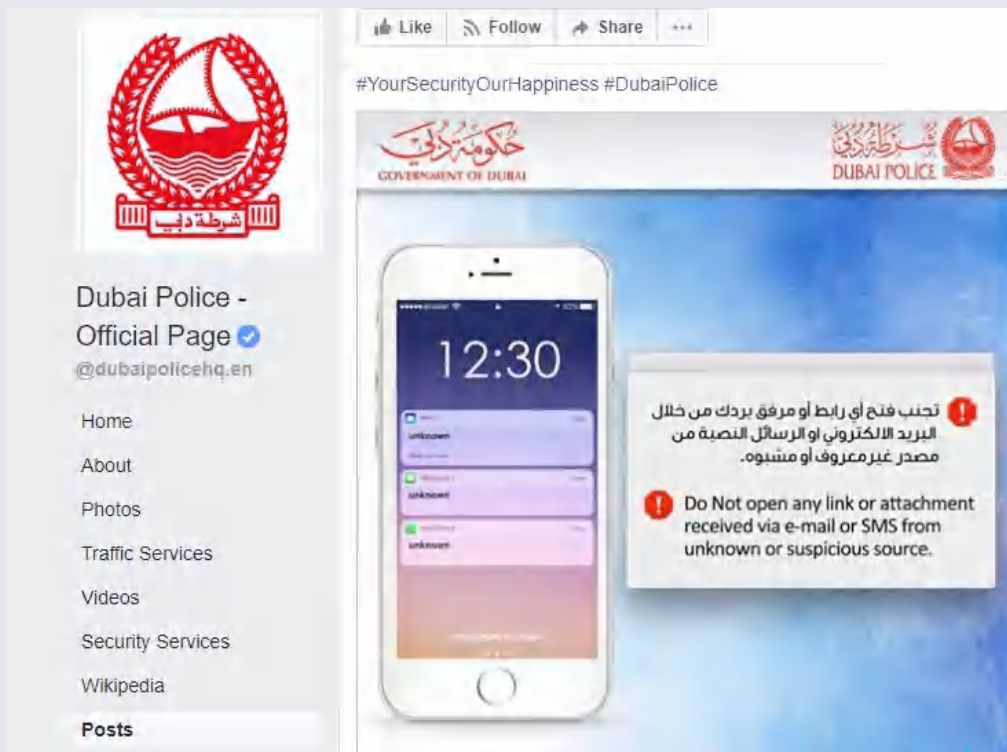 Like Follow Share
#YourSecurityOurHappiness #DubaiPolice
شرطة دبي
Dubai Police -
Official Page
@dubaipolicehq.en
Home
About
Photos
Traffic Services
Videos
Security Services
Wikipedia
Posts
حكومة دبي
GOVERNMENT OF DUBAI
شرطة دبي
DUBAI POLICE
12:30
unknown
unknown
unknown
تجنب فتح أي رابط أو مرفق يردك من خلال
البريد الالكتروني او الرسائل النصية من
مصدر غير معروف أو مشبوه.
Do Not open any link or attachment
received via e-mail or SMS from
unknown or suspicious source.